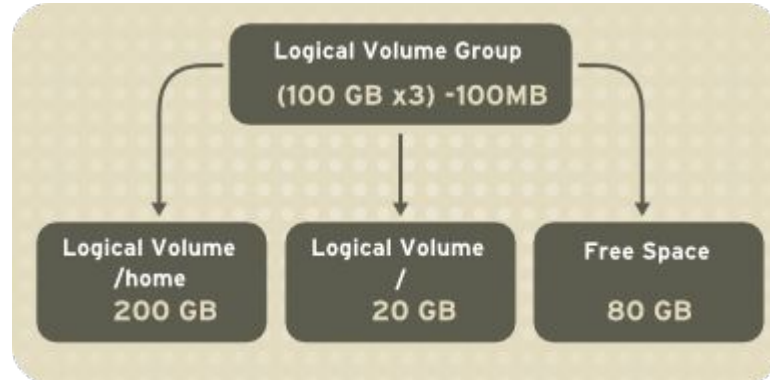 Logical Volume Group
(100 GB x3) -100MB
Logical Volume
/home
200 GB
Logical Volume
/
20 GB
Free Space
80 GB